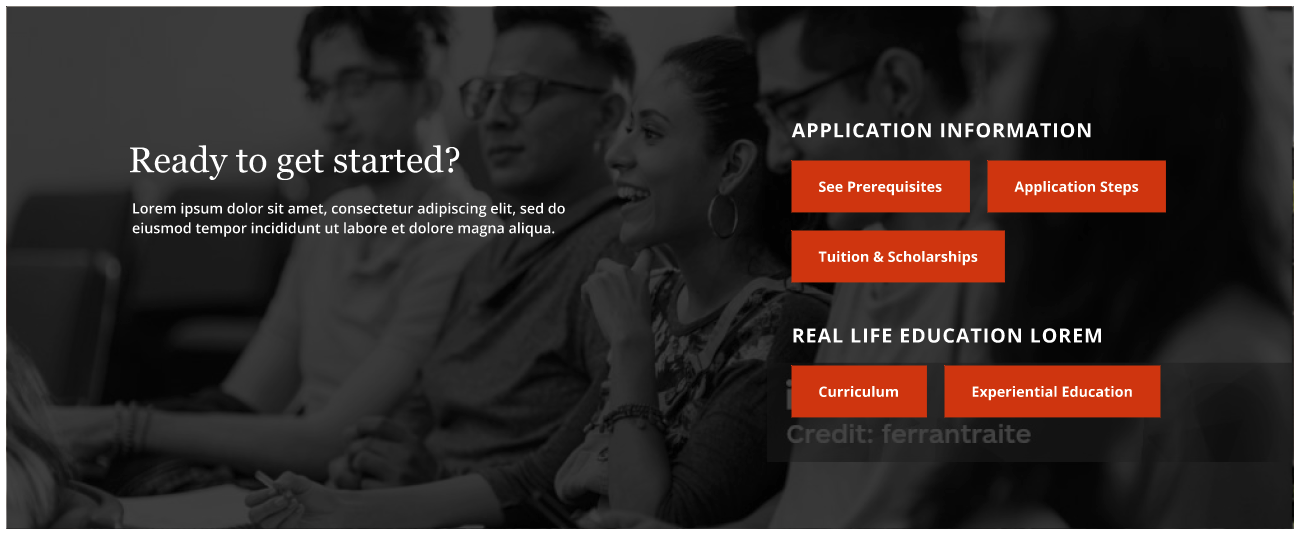 Ready to get started?
Lorem ipsum dolor sit amet, consectetur adipiscing elit, sed do
eiusmod tempor incididunt ut labore et dolore magna aliqua.
APPLICATION INFORMATION
See Prerequisites
Application Steps
Tuition & Scholarships
REAL LIFE EDUCATION LOREM
Curriculum
Experiential Education
Credit: ferrantraite